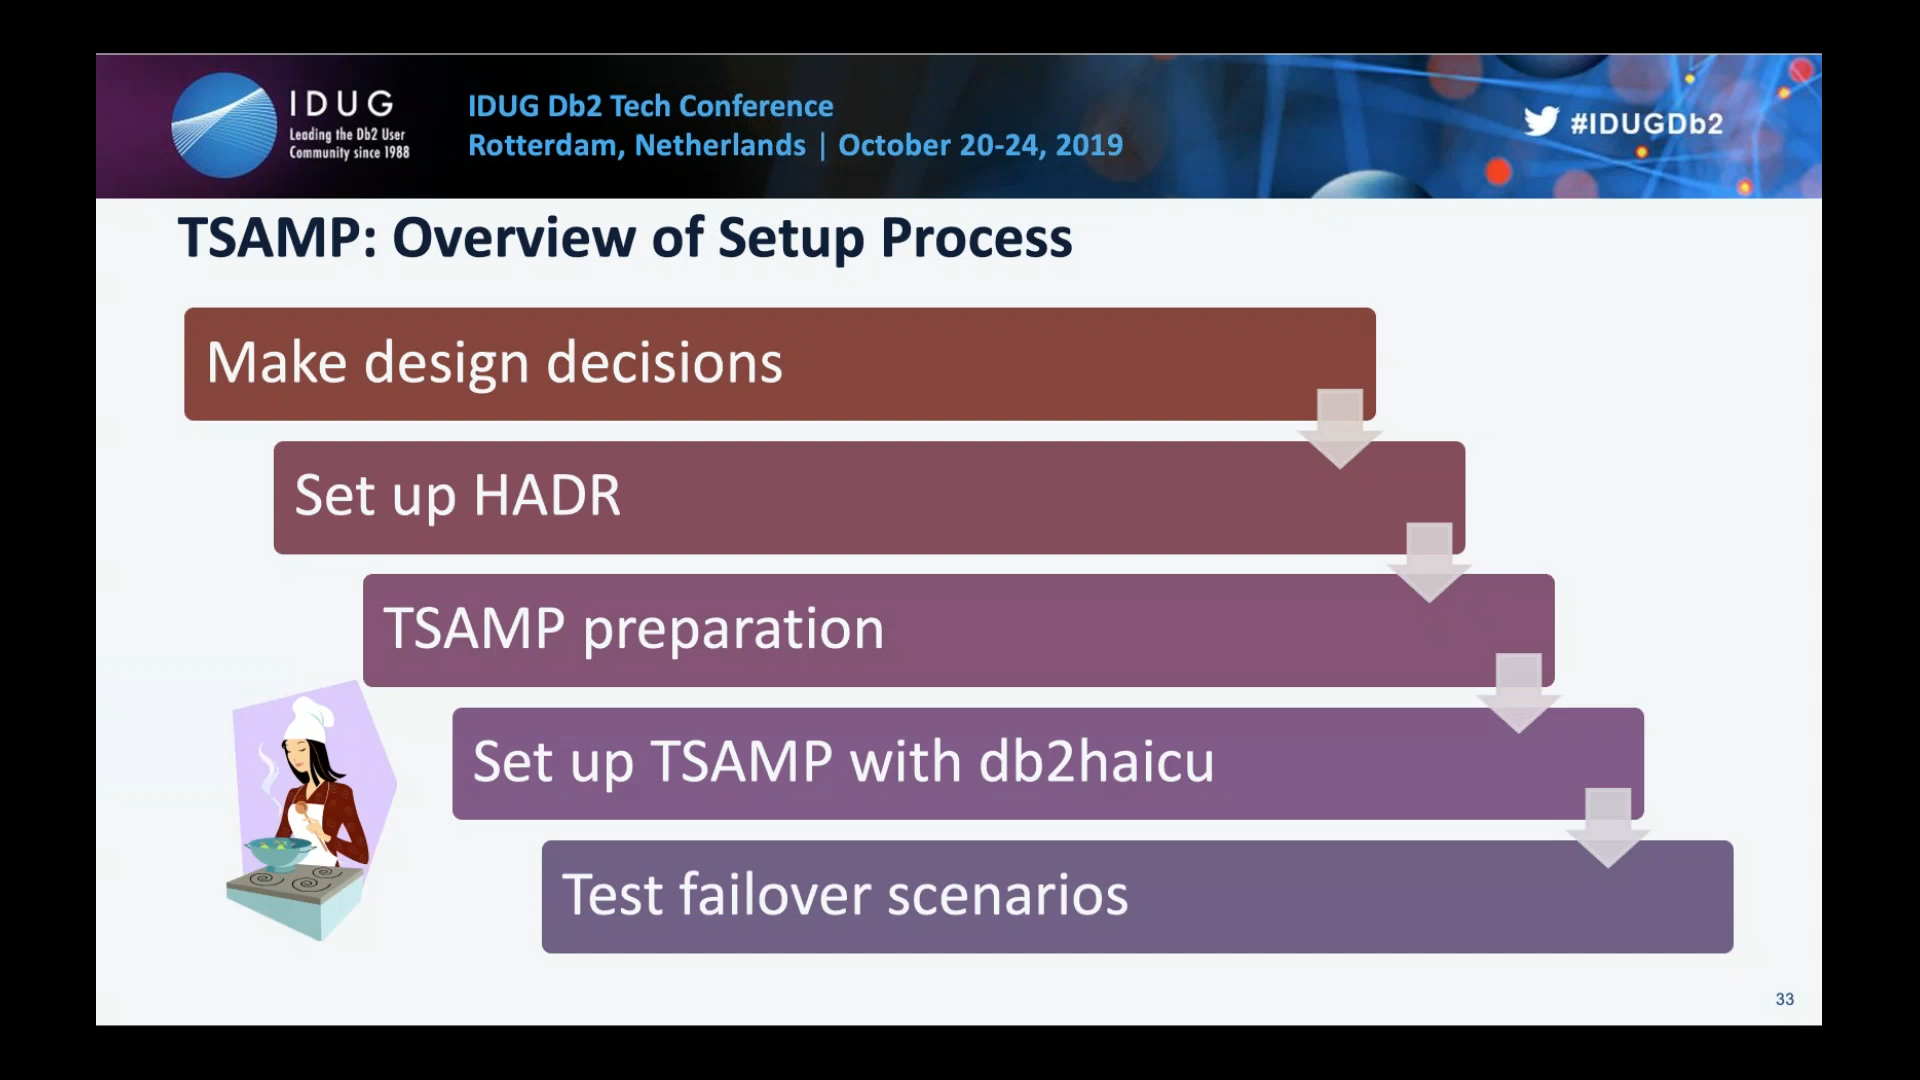 IDUG
Leading the Db2 User
Community since 1988
IDUG Db2 Tech Conference
Rotterdam, Netherlands | October 20-24, 2019
#IDUGDb2
TSAMP: Overview of Setup Process
Make design decisions
Set up HADR
TSAMP preparation
Set up TSAMP with db2haicu
Test failover scenarios
33